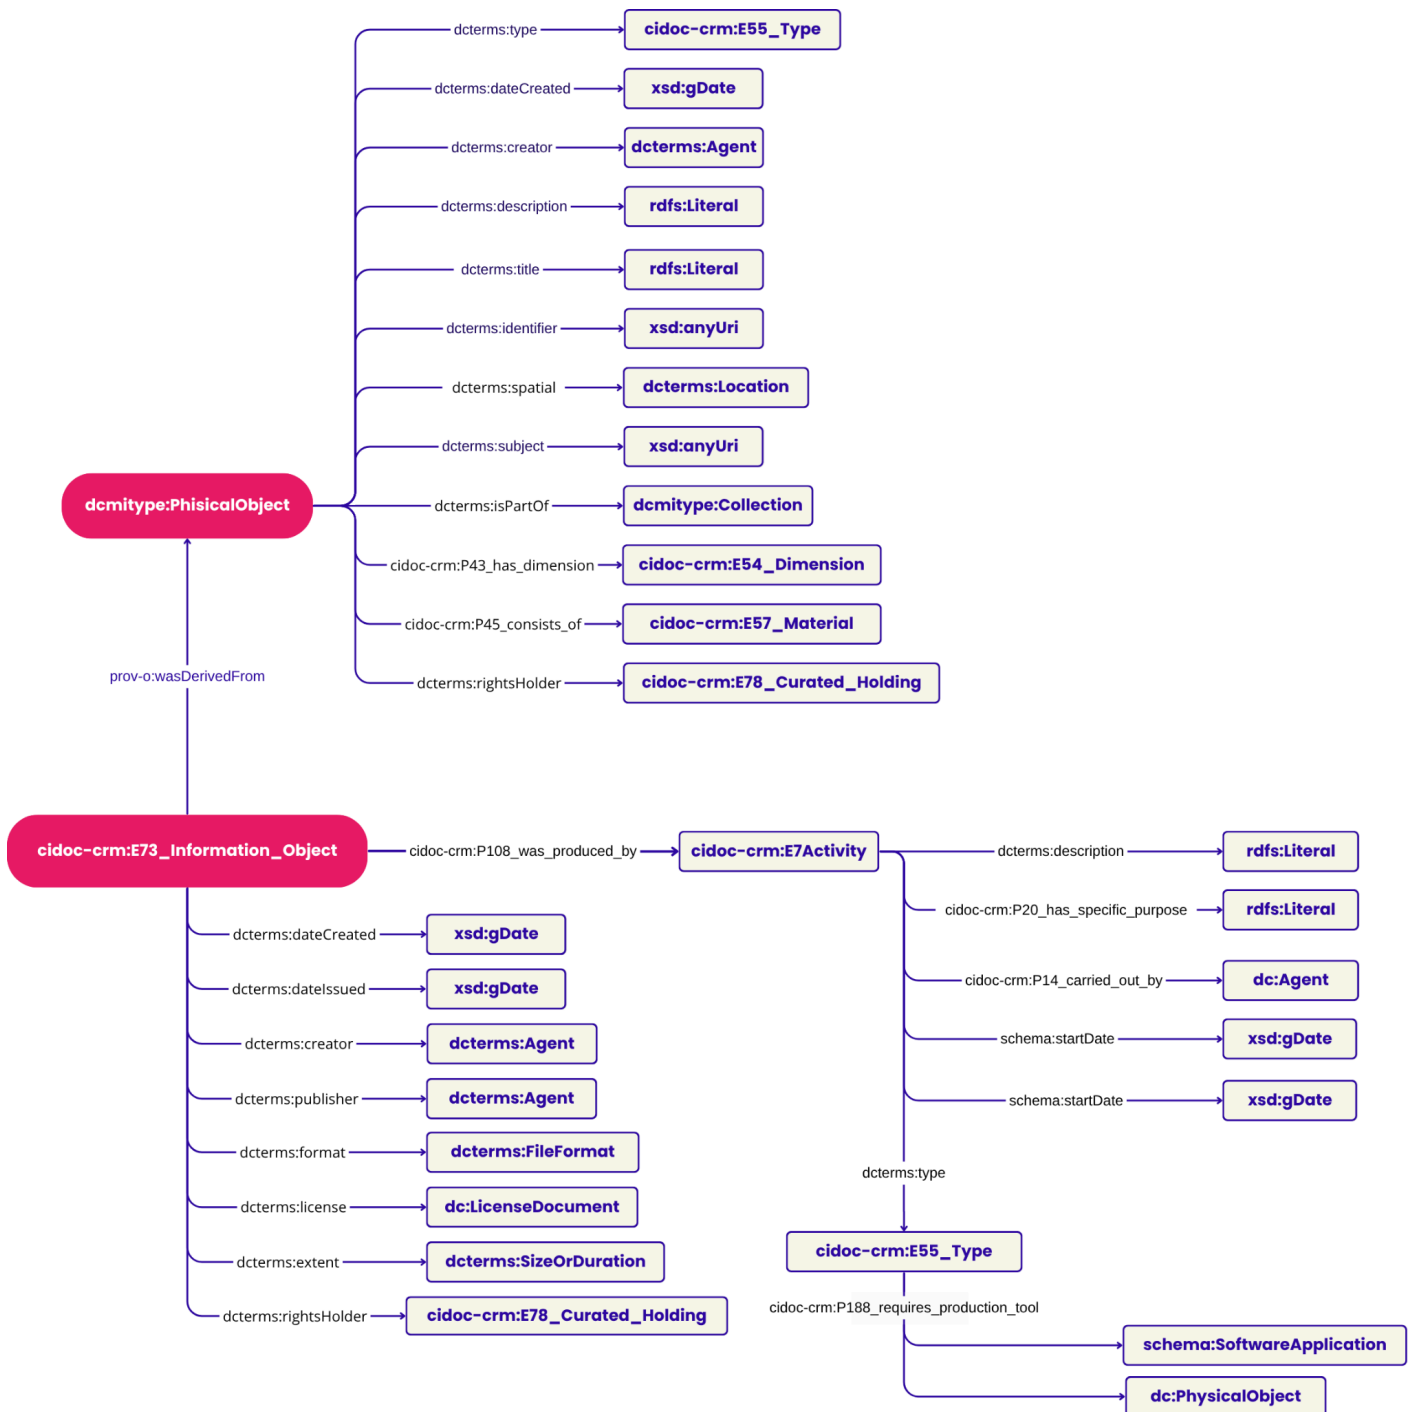 dcterms:type
cidoc-crm:E55_Type
dcterms:dateCreated
xsd:gDate
dcterms:creator
dcterms:Agent
dcterms:description
rdfs:Literal
dcterms:title
rdfs:Literal
dcterms:identifier
xsd:anyUri
dcterms:spatial
dcterms:Location
dcterms:subject
xsd:anyUri
dcmitype:PhisicalObject
dcterms:isPartOf
dcmitype:Collection
cidoc-crm:P43_has_dimension
cidoc-crm:E54_Dimension
cidoc-crm:P45_consists_of
cidoc-crm:E57_Material
dcterms:rightsHolder
cidoc-crm:E78_Curated_Holding
prov-o:wasDerivedFrom
cidoc-crm:E73_Information_Object
cidoc-crm:P108_was_produced_by
cidoc-crm:E7Activity
dcterms:description
rdfs:Literal
cidoc-crm:P20_has_specific_purpose
rdfs:Literal
cidoc-crm:P14_carried_out_by
dc:Agent
schema:startDate
xsd:gDate
schema:startDate
xsd:gDate
dcterms:type
cidoc-crm:E55_Type
cidoc-crm:P188_requires_production_tool
schema:SoftwareApplication
dc:PhysicalObject
dcterms:dateCreated
xsd:gDate
dcterms:dateIssued
xsd:gDate
dcterms:creator
dcterms:Agent
dcterms:publisher
dcterms:Agent
dcterms:format
dcterms:FileFormat
dcterms:license
dc:LicenseDocument
dcterms:extent
dcterms:SizeOrDuration
dcterms:rightsHolder
cidoc-crm:E78_Curated_Holding